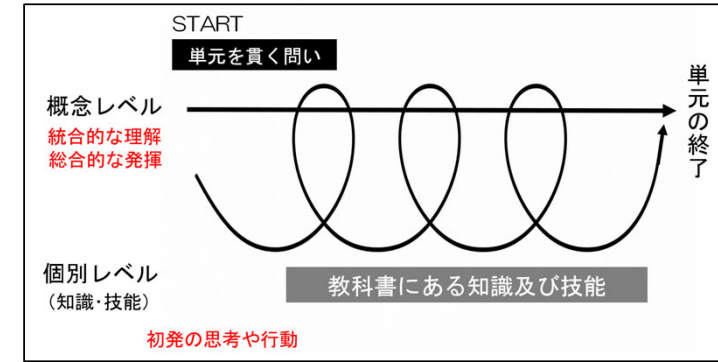 START
単元を貫く問い
概念レベル
統合的な理解
総合的な発揮
単元の終了
個別レベル
（知識・技能）
教科書にある知識及び技能
初発の思考や行動